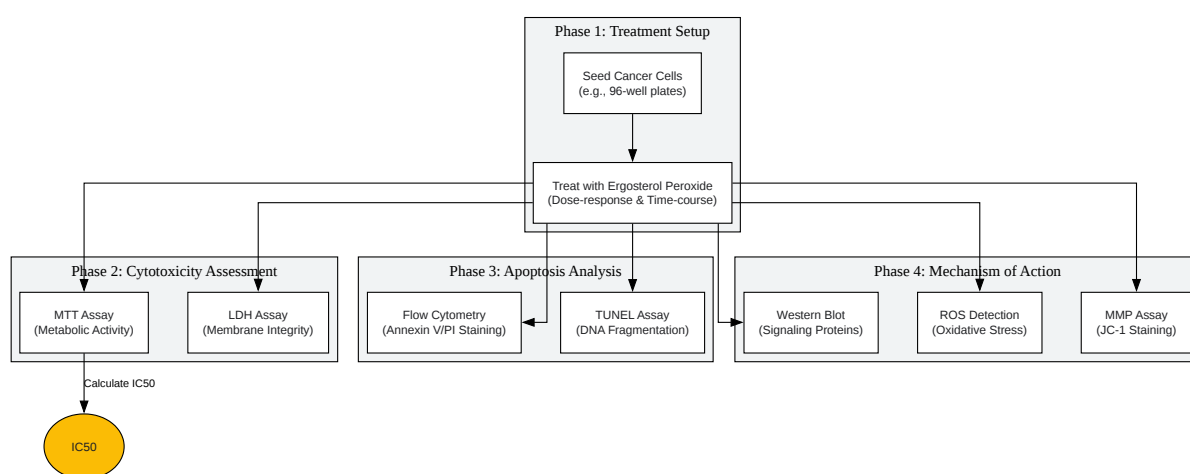 Phase 1: Treatment Setup
Seed Cancer Cells
(e.g., 96-well plates)
Treat with Ergosterol Peroxide
(Dose-response & Time-course)
Phase 2: Cytotoxicity Assessment
MTT Assay
(Metabolic Activity)
LDH Assay
(Membrane Integrity)
Calculate IC50
IC50
Phase 3: Apoptosis Analysis
Flow Cytometry
(Annexin V/PI Staining)
TUNEL Assay
(DNA Fragmentation)
Phase 4: Mechanism of Action
Western Blot
(Signaling Proteins)
ROS Detection
(Oxidative Stress)
MMP Assay
(JC-1 Staining)